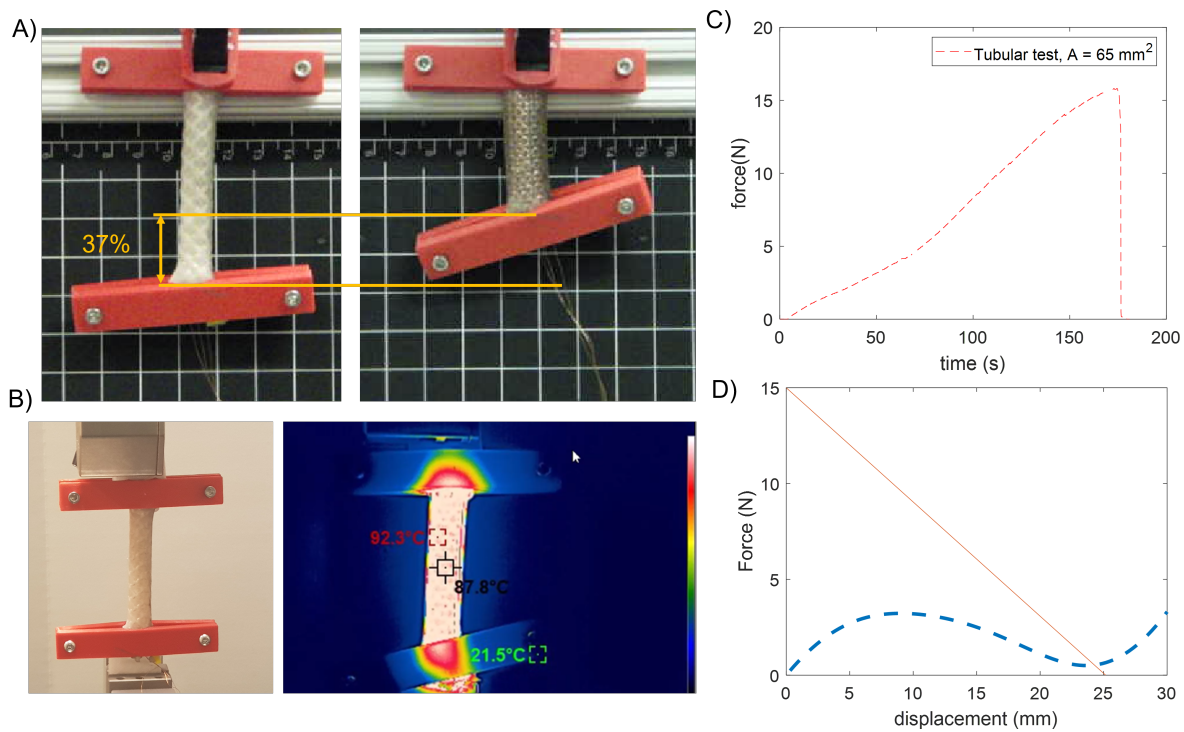 A)
37%
B)
92.3°C
87.8°C
21.5°C
C)
20
15
10
5
0
0
50
100
150
200
force(N)
time (s)
Tubular test, A = 65 mm²
D)
15
10
5
0
0
5
10
15
20
25
30
Force (N)
displacement (mm)